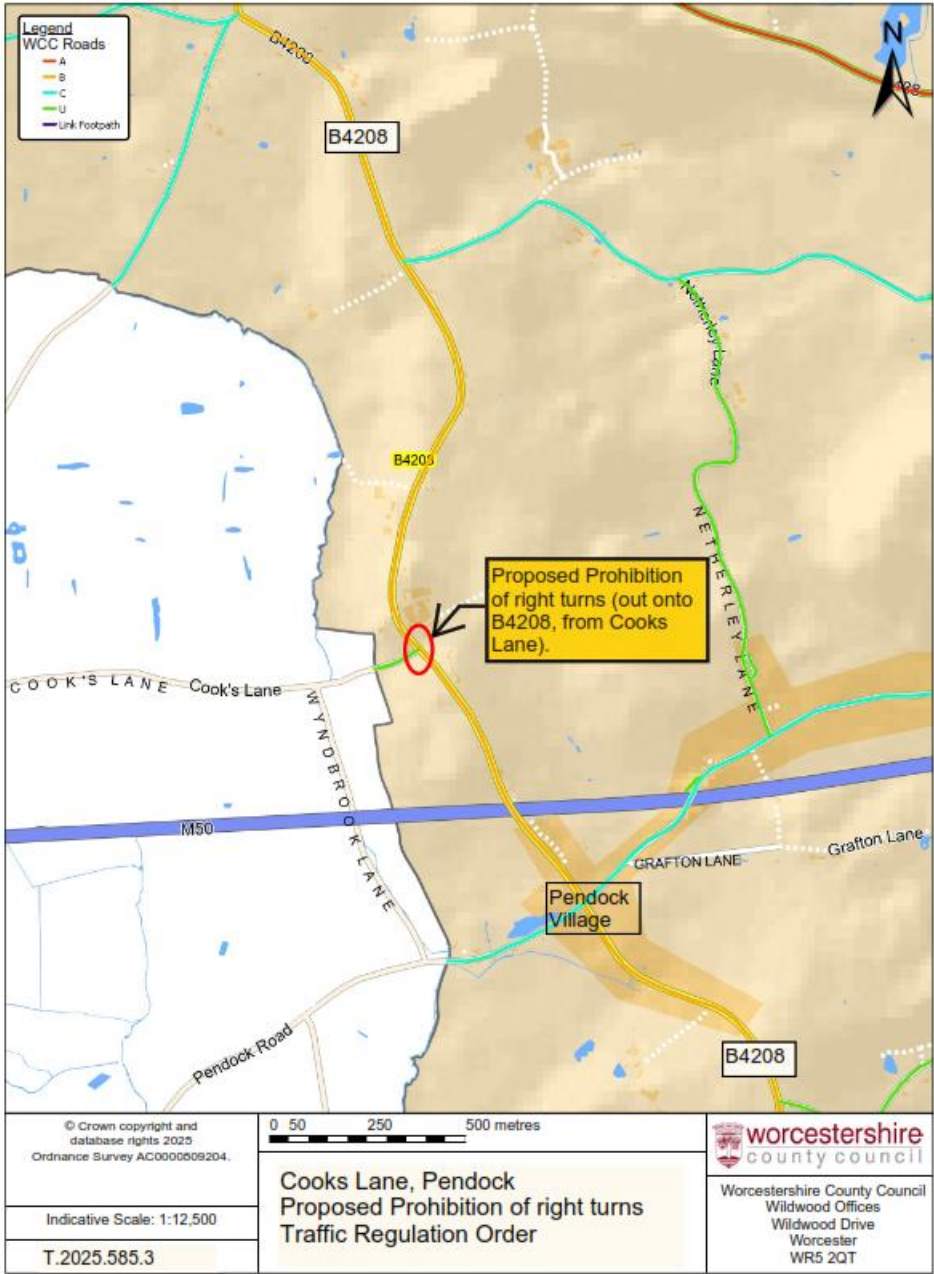 Legend
WCC Roads
A
B
C
U
Link Footpath
N
B4208
B4208
Netherley Lane
B4208
NETHERLEY LANE
Proposed Prohibition
of right turns (out onto
B4208, from Cooks
Lane).
COOK'S LANE
Cook's Lane
WYNDBROOK LANE
M50
GRAFTON LANE
Grafton Lane
Pendock
Village
Pendock Road
B4208
© Crown copyright and
database rights 2025
Ordnance Survey AC0000809204.
Indicative Scale: 1:12,500
T.2025.585.3
0 50 250 500 metres
Cooks Lane, Pendock
Proposed Prohibition of right turns
Traffic Regulation Order
worcestershire
county council
Worcestershire County Council
Wildwood Offices
Wildwood Drive
Worcester
WR5 2QT